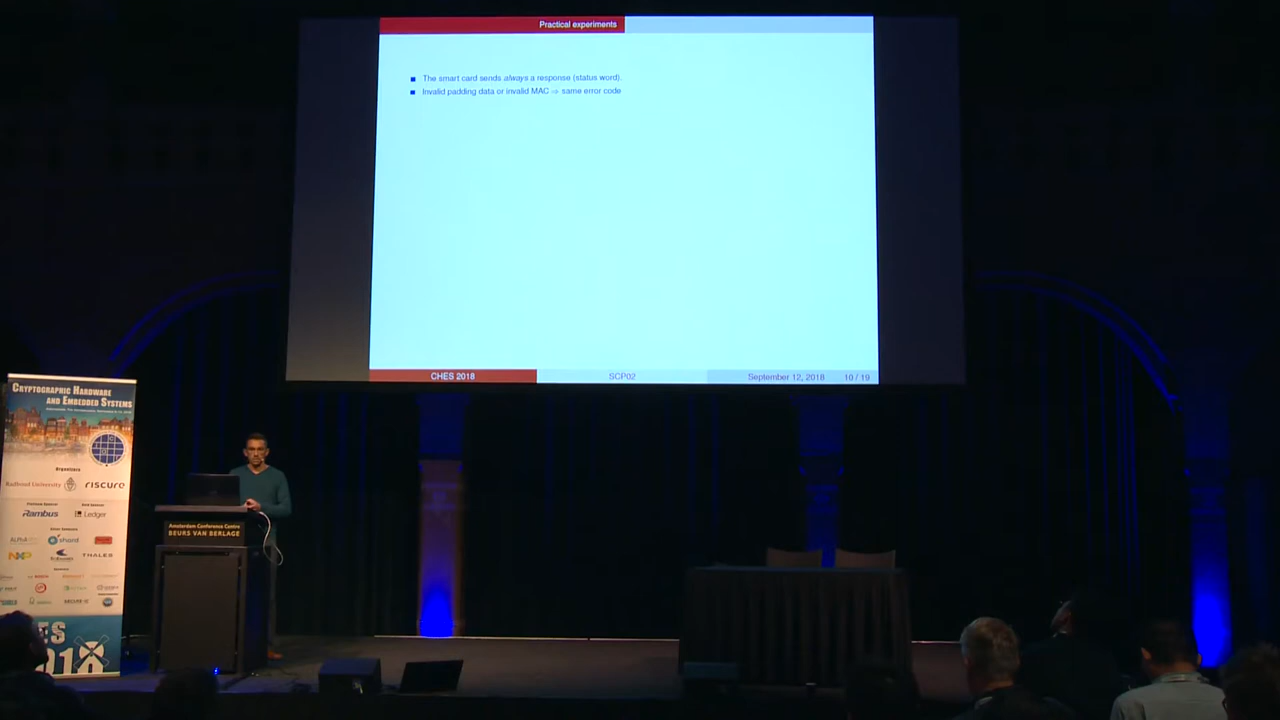 Practical experiments
The smart card sends always a response (status word).
Invalid padding data or invalid MAC ⇒ same error code
CHES 2018 SCP02 September 12, 2018 10 / 19
CRYPTOGRAPHIC HARDWARE
AND EMBEDDED SYSTEMS
Organizers
Radboud University riscure
Rambus Ledger
NXP THALES
Amsterdam Conference Centre
BEURS VAN BERLAGE